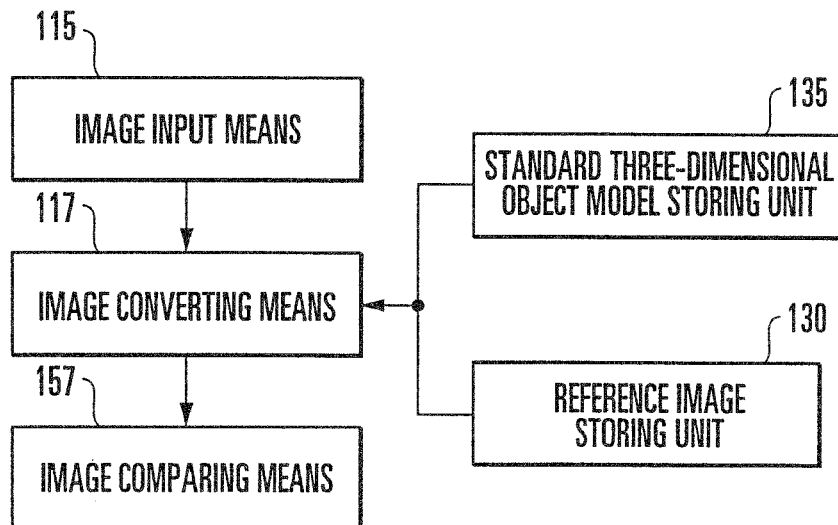 115
IMAGE INPUT MEANS
135
STANDARD THREE-DIMENSIONAL
OBJECT MODEL STORING UNIT
117
IMAGE CONVERTING MEANS
130
REFERENCE IMAGE
STORING UNIT
157
IMAGE COMPARING MEANS